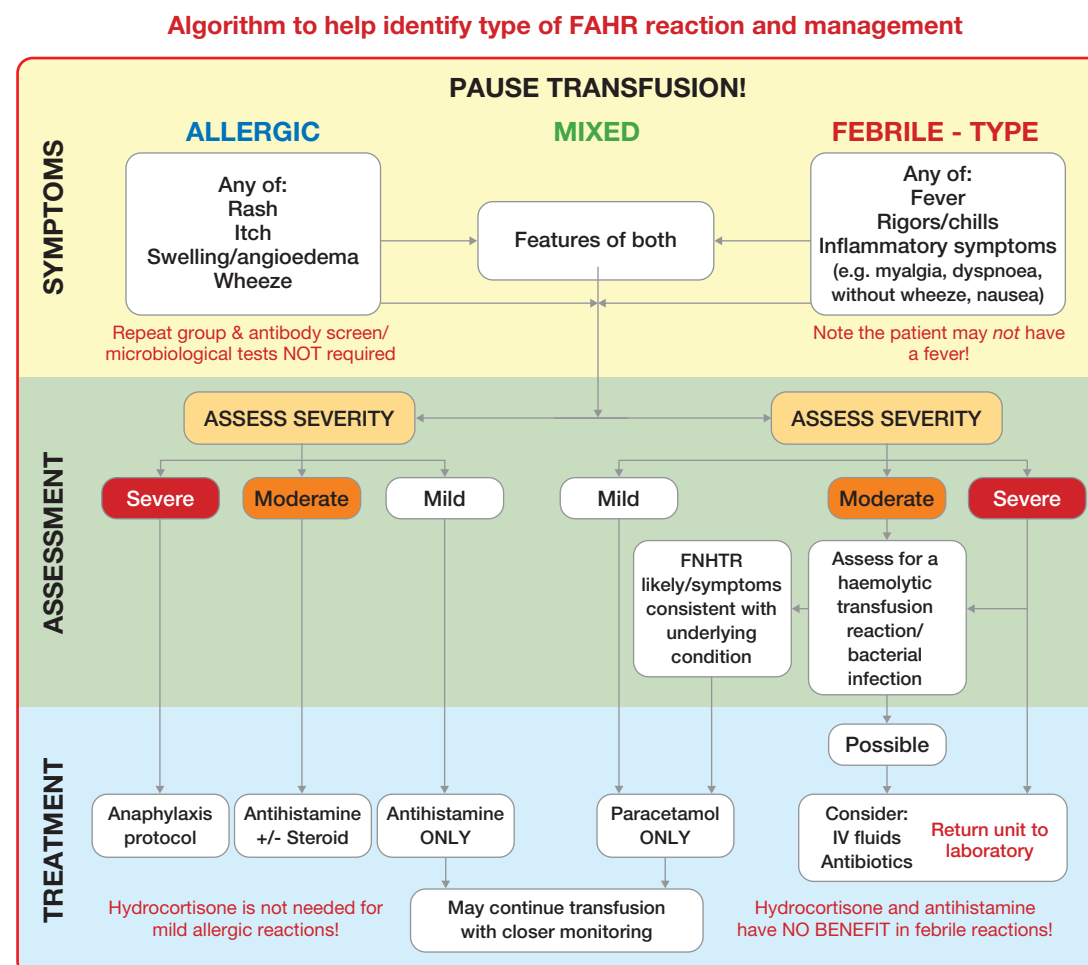 Algorithm to help identify type of FAHR reaction and management
PAUSE TRANSFUSION!
SYMPTOMS
ALLERGIC
MIXED
FEBRILE - TYPE
Any of:
Rash
Itch
Swelling/angioedema
Wheeze
Features of both
Any of:
Fever
Rigors/chills
Inflammatory symptoms
(e.g. myalgia, dyspnoea,
without wheeze, nausea)
Repeat group & antibody screen/
microbiological tests NOT required
Note the patient may not have
a fever!
ASSESSMENT
ASSESS SEVERITY
ASSESS SEVERITY
Severe
Moderate
Mild
Mild
Moderate
Severe
FNHTR
likely/symptoms
consistent with
underlying
condition
Assess for a
haemolytic
transfusion
reaction/
bacterial
infection
TREATMENT
Possible
Anaphylaxis
protocol
Antihistamine
+/- Steroid
Antihistamine
ONLY
Paracetamol
ONLY
Consider:
IV fluids
Antibiotics
Return unit to
laboratory
Hydrocortisone is not needed for
mild allergic reactions!
May continue transfusion
with closer monitoring
Hydrocortisone and antihistamine
have NO BENEFIT in febrile reactions!